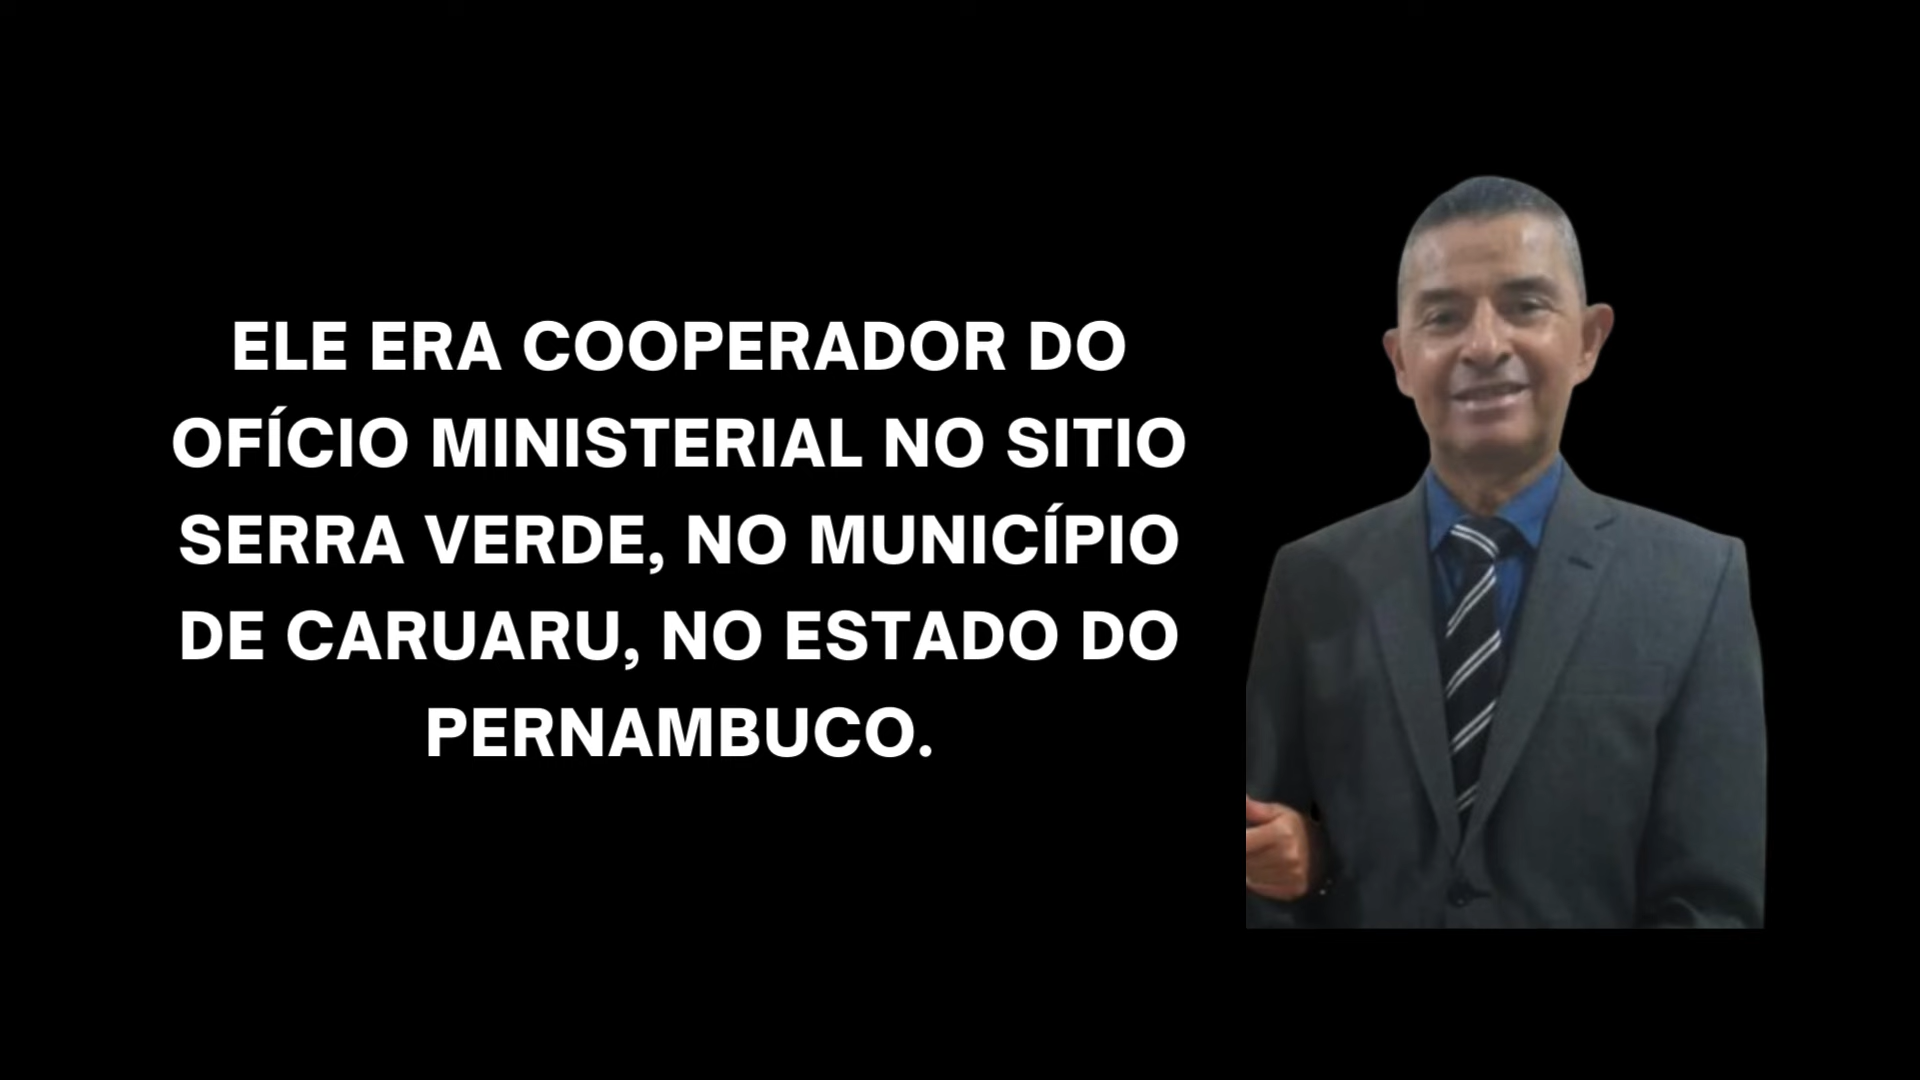 ELE ERA COOPERADOR DO
OFÍCIO MINISTERIAL NO SITIO
SERRA VERDE, NO MUNICÍPIO
DE CARUARU, NO ESTADO DO
PERNAMBUCO.